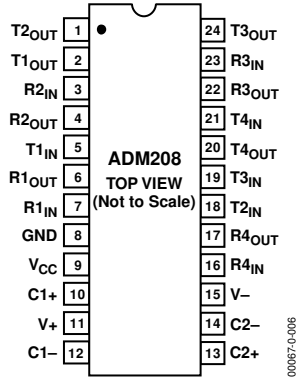 T2OUT 1 24 T3OUT
T1OUT 2 23 R3IN
R2IN 3 22 R3OUT
R2OUT 4 21 T4IN
T1IN 5 20 T4OUT
R1OUT 6 19 T3IN
R1IN 7 18 T2IN
GND 8 17 R4OUT
VCC 9 16 R4IN
C1+ 10 15 V–
V+ 11 14 C2–
C1– 12 13 C2+
ADM208
TOP VIEW
(Not to Scale)
00067-0-006